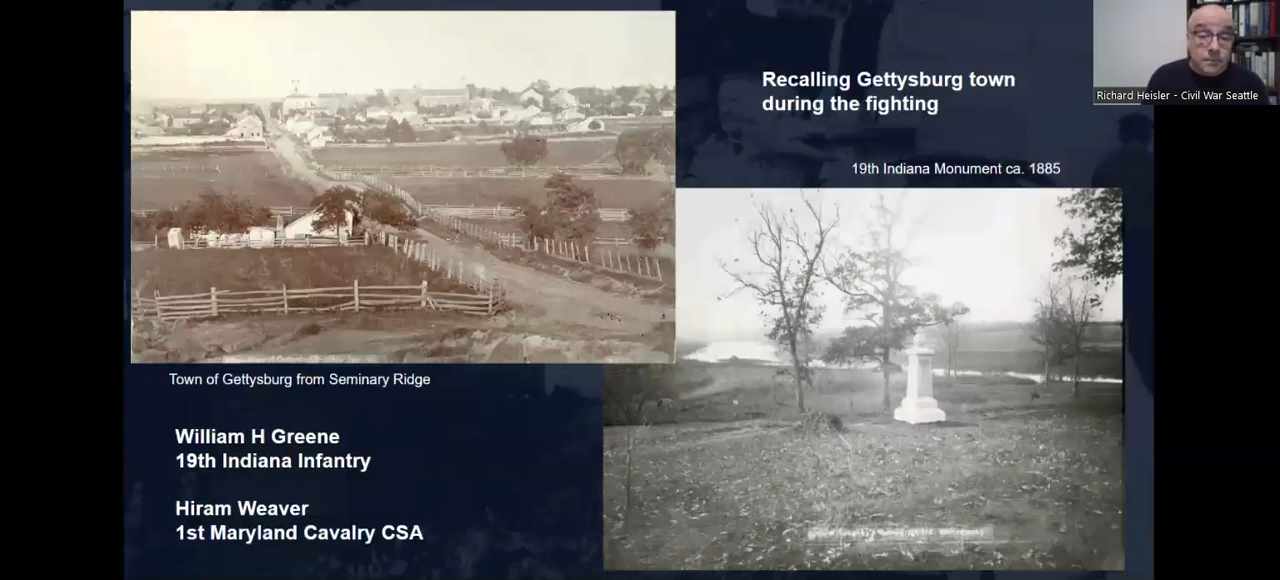 Recalling Gettysburg town
during the fighting
Richard Heisler - Civil War Seattle
19th Indiana Monument ca. 1885
Town of Gettysburg from Seminary Ridge
William H Greene
19th Indiana Infantry
Hiram Weaver
1st Maryland Cavalry CSA